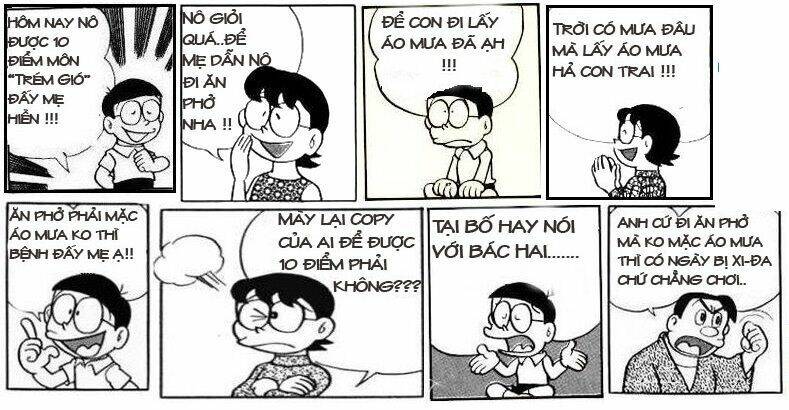 HÔM NAY NÔ
ĐƯỢC 10
ĐIỂM MÔN
"TRÉM GIÓ"
ĐẤY MẸ
HIỀN !!!
NÔ GIỎI
QUÁ..ĐỂ
MẸ DẪN NÔ
ĐI ĂN
PHỞ
NHA !!
ĐỂ CON ĐI LẤY
ÁO MƯA ĐÃ ẠH
!!!
TRỜI CÓ MƯA ĐÂU
MÀ LẤY ÁO MƯA
HẢ CON TRAI !!!
ĂN PHỞ PHẢI MẶC
ÁO MƯA KO THÌ
BỆNH ĐẤY MẸ Ạ!!
MÀY LẠI COPY
CỦA AI ĐỂ ĐƯỢC
10 ĐIỂM PHẢI
KHÔNG???
TẠI BỐ HAY NÓI
VỚI BÁC HAI.......
ANH CỨ ĐI ĂN PHỞ
MÀ KO MẶC ÁO MƯA
THÌ CÓ NGÀY BỊ XI-ĐA
CHỨ CHẲNG CHƠI..